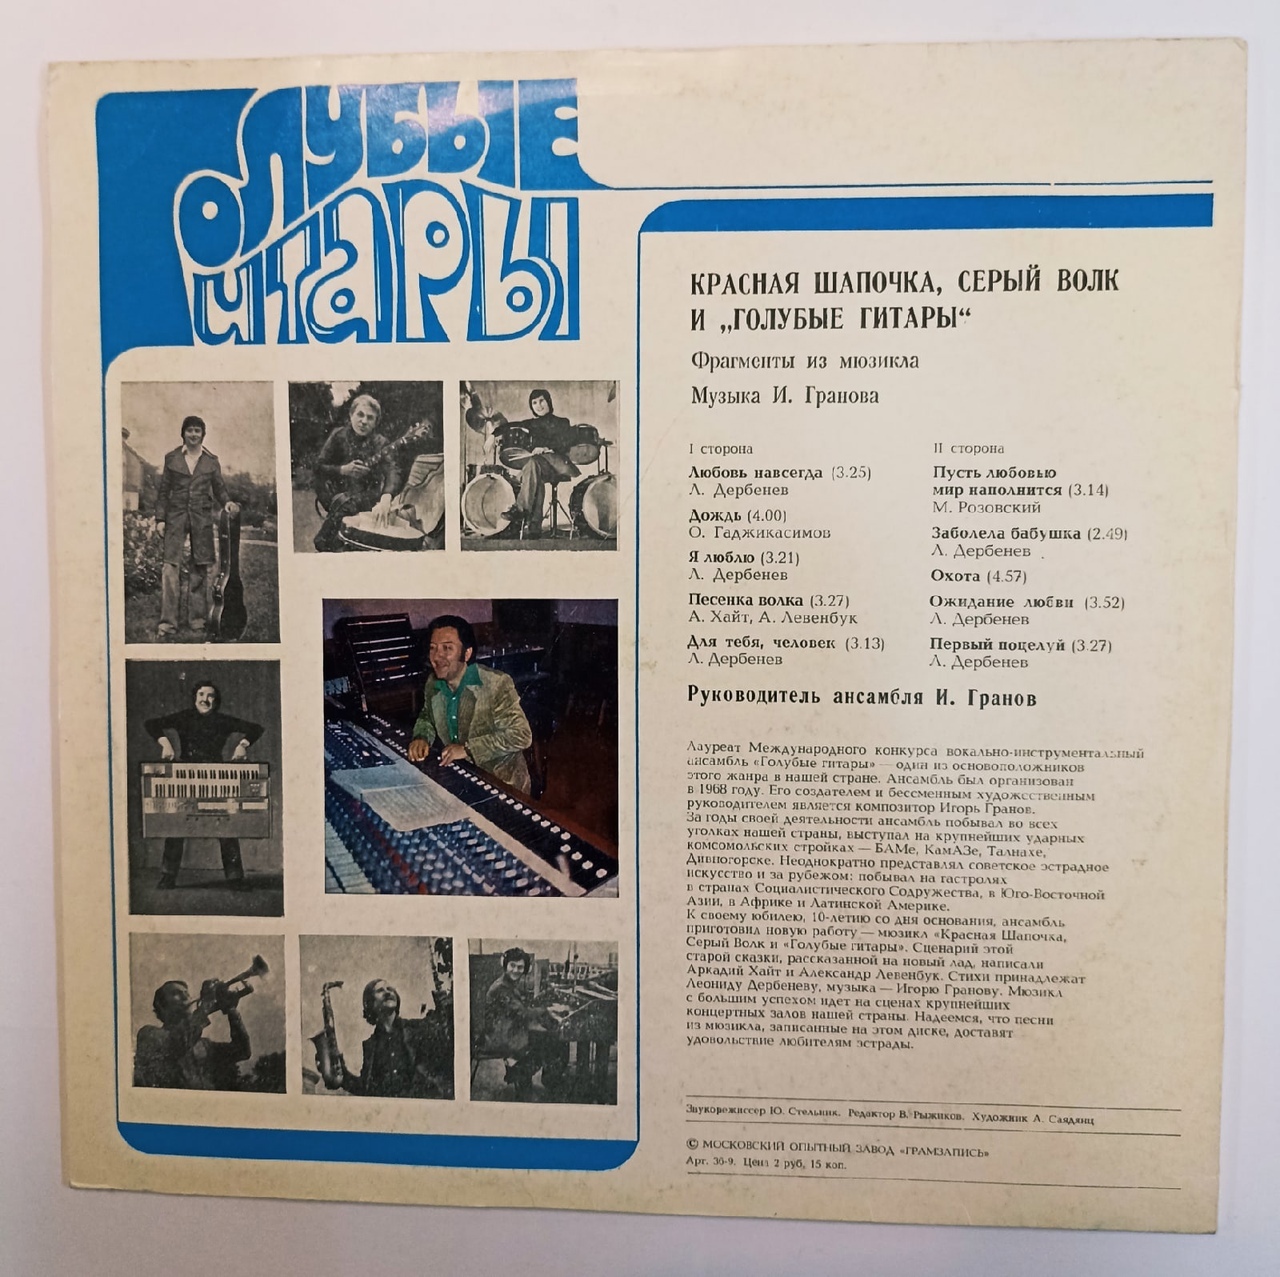 Голубые
гитары
КРАСНАЯ ШАПОЧКА, СЕРЫЙ ВОЛК
И „ГОЛУБЫЕ ГИТАРЫ“
Фрагменты из мюзикла
Музыка И. Гранова
I сторона
Любовь навсегда (3.25)
Л. Дербенев
Дождь (4.00)
О. Гаджикасимов
Я люблю (3.21)
Л. Дербенев
Песенка волка (3.27)
А. Хайт, А. Левенбук
Для тебя, человек (3.13)
Л. Дербенев
II сторона
Пусть любовью
мир наполнится (3.14)
М. Розовский
Заболела бабушка (2.49)
Л. Дербенев
Охота (4.57)
Ожидание любви (3.52)
Л. Дербенев
Первый поцелуй (3.27)
Л. Дербенев
Руководитель ансамбля И. Гранов
Лауреат Международного конкурса вокально-инструментальный
ансамбль «Голубые гитары» — один из основоположников
этого жанра в нашей стране. Ансамбль был организован
в 1968 году. Его создателем и бессменным художественным
руководителем является композитор Игорь Гранов.
За годы своей деятельности ансамбль побывал во всех
уголках нашей страны, выступал на крупнейших ударных
комсомольских стройках — БАМе, КамАЗе, Талнахе,
Дивногорске. Неоднократно представлял советское эстрадное
искусство и за рубежом: побывал на гастролях
в странах Социалистического Содружества, в Юго-Восточной
Азии, в Африке и Латинской Америке.
К своему юбилею, 10-летию со дня основания, ансамбль
приготовил новую работу — мюзикл «Красная Шапочка,
Серый Волк и «Голубые гитары». Сценарий этой
старой сказки, рассказанной на новый лад, написали
Аркадий Хайт и Александр Левенбук. Стихи принадлежат
Леониду Дербеневу, музыка — Игорю Гранову. Мюзикл
с большим успехом идет на сценах крупнейших
концертных залов нашей страны. Надеемся, что песни
из мюзикла, записанные на этом диске, доставят
удовольствие любителям эстрады.
Звукорежиссер Ю. Стельник. Редактор В. Рыжиков. Художник А. Саядянц
© МОСКОВСКИЙ ОПЫТНЫЙ ЗАВОД «ГРАМЗАПИСЬ»
Арт. 36-9. Цена 2 руб. 15 коп.